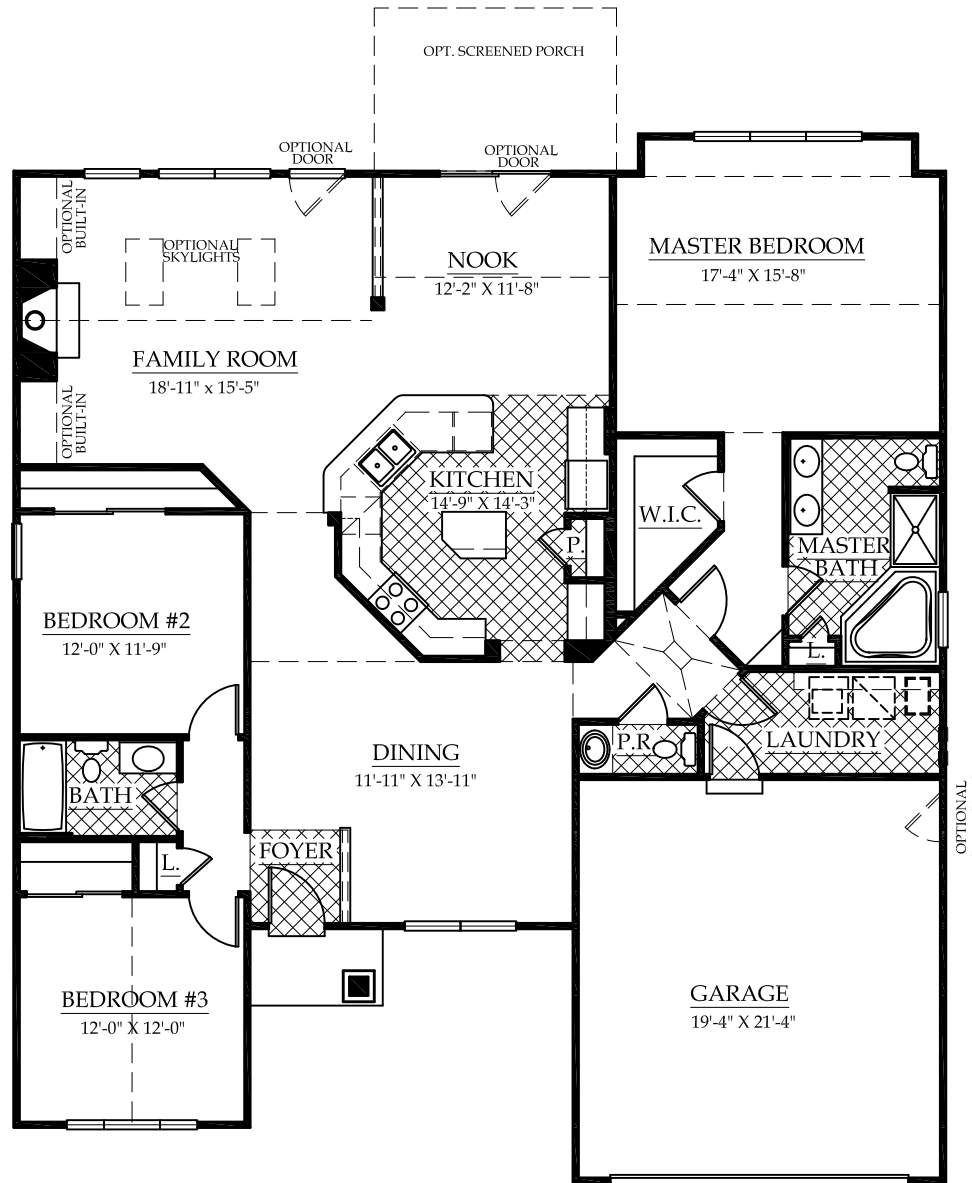 OPT. SCREENED PORCH
OPTIONAL
DOOR
OPTIONAL
DOOR
OPTIONAL
BUILT-IN
OPTIONAL
SKYLIGHTS
NOOK
12'-2" X 11'-8"
MASTER BEDROOM
17'-4" X 15'-8"
FAMILY ROOM
18'-11" x 15'-5"
OPTIONAL
BUILT-IN
KITCHEN
14'-9" X 14'-3"
W.I.C.
P.
MASTER
BATH
L.
BEDROOM #2
12'-0" X 11'-9"
P.R.
LAUNDRY
DINING
11'-11" X 13'-11"
BATH
OPTIONAL
FOYER
L.
BEDROOM #3
12'-0" X 12'-0"
GARAGE
19'-4" X 21'-4"